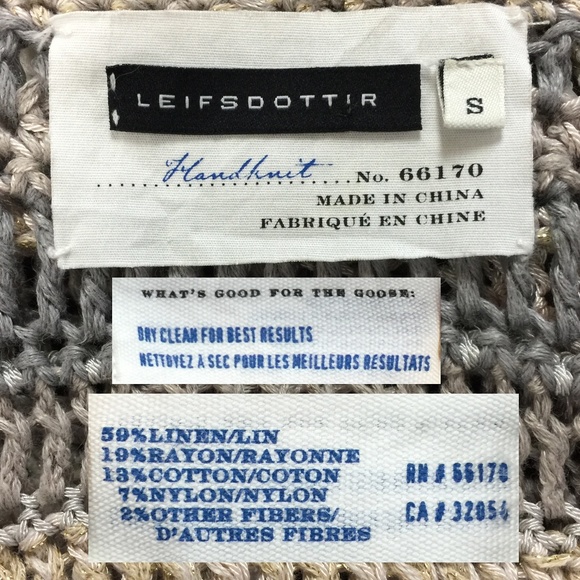 LEIFSDOTTIR
S
Handknit No. 66170
MADE IN CHINA
FABRIQUÉ EN CHINE
WHAT'S GOOD FOR THE GOOSE:
DRY CLEAN FOR BEST RESULTS
NETTOYEZ À SEC POUR LES MEILLEURS RESULTATS
59% LINEN/LIN
19% RAYON/RAYONNE
13% COTTON/COTON RN # 66170
7% NYLON/NYLON
2% OTHER FIBERS/ CA # 32054
D'AUTRES FIBRES